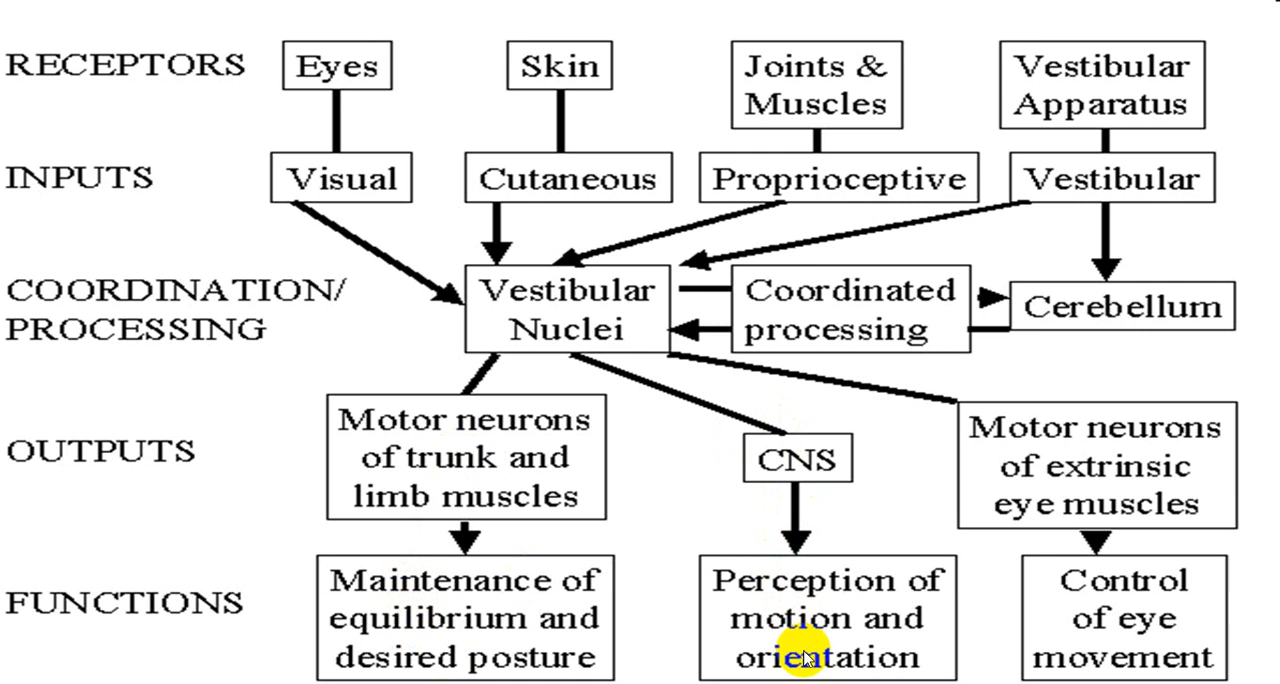 RECEPTORS
Eyes
Skin
Joints &
Muscles
Vestibular
Apparatus
INPUTS
Visual
Cutaneous
Proprioceptive
Vestibular
COORDINATION/
PROCESSING
Vestibular
Nuclei
Coordinated
processing
Cerebellum
OUTPUTS
Motor neurons
of trunk and
limb muscles
CNS
Motor neurons
of extrinsic
eye muscles
FUNCTIONS
Maintenance of
equilibrium and
desired posture
Perception of
motion and
orientation
Control
of eye
movement